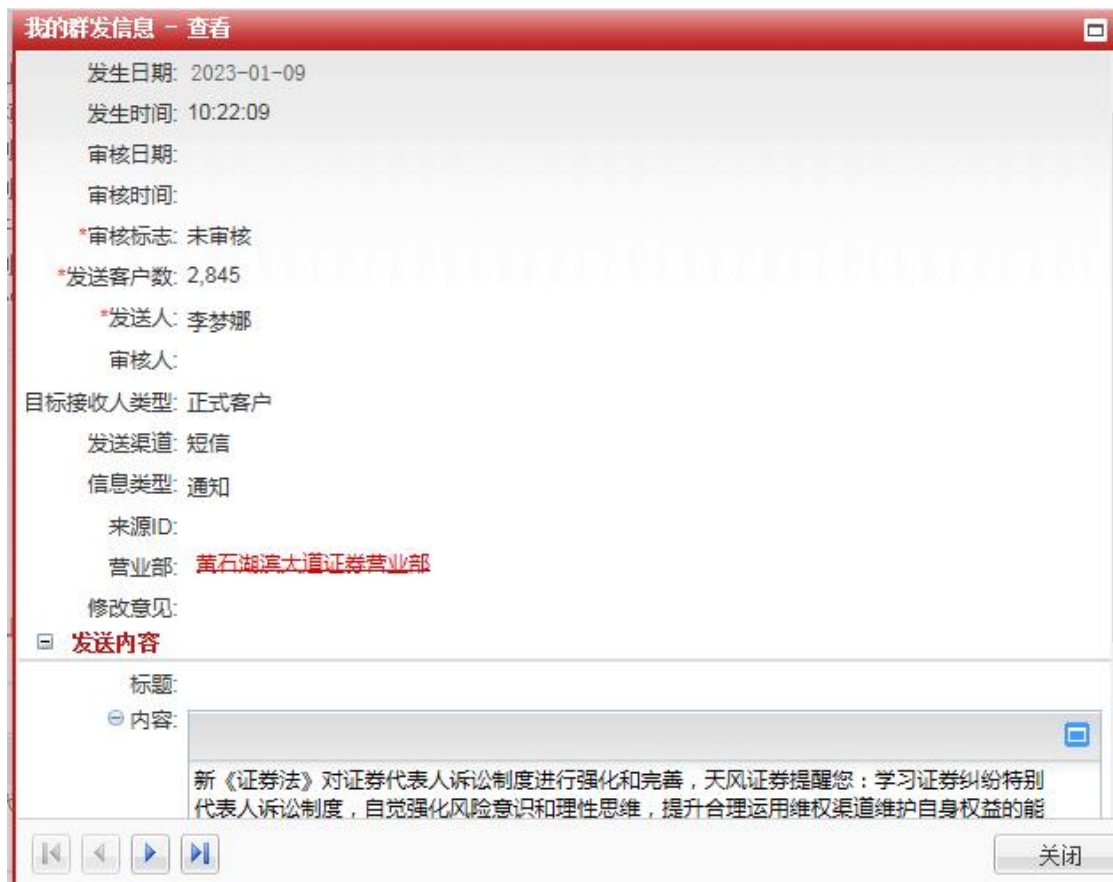 我的群发信息 - 查看
发生日期: 2023-01-09
发生时间: 10:22:09
审核日期:
审核时间:
*审核标志: 未审核
*发送客户数: 2,845
*发送人: 李梦娜
审核人:
目标接收人类型: 正式客户
发送渠道: 短信
信息类型: 通知
来源ID:
营业部: 黄石湖滨大道证券营业部
修改意见:
发送内容
标题:
内容:
新《证券法》对证券代表人诉讼制度进行强化和完善，天风证券提醒您：学习证券纠纷特别
代表人诉讼制度，自觉强化风险意识和理性思维，提升合理运用维权渠道维护自身权益的能
关闭